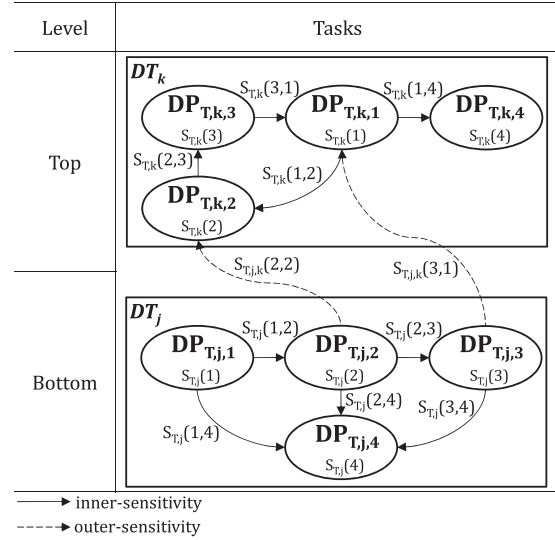 Level Tasks
DT_k
S_T,k(3,1) S_T,k(1,4)
DP_T,k,3 DP_T,k,1 DP_T,k,4
S_T,k(3) S_T,k(1) S_T,k(4)
Top
S_T,k(2,3)
S_T,k(1,2)
DP_T,k,2
S_T,k(2)
S_T,j,k(2,2) S_T,j,k(3,1)
DT_j
S_T,j(1,2) S_T,j(2,3)
DP_T,j,1 DP_T,j,2 DP_T,j,3
S_T,j(1) S_T,j(2) S_T,j(3)
Bottom
S_T,j(2,4) S_T,j(3,4)
S_T,j(1,4)
DP_T,j,4
S_T,j(4)
inner-sensitivity
outer-sensitivity